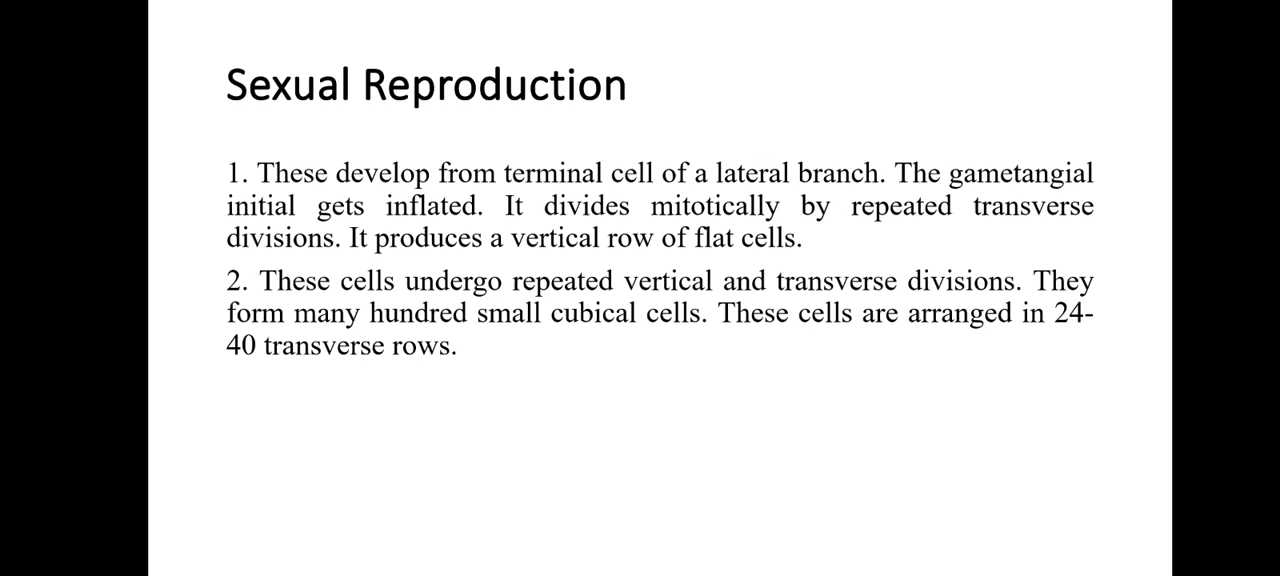 Sexual Reproduction
1. These develop from terminal cell of a lateral branch. The gametangial
initial gets inflated. It divides mitotically by repeated transverse
divisions. It produces a vertical row of flat cells.
2. These cells undergo repeated vertical and transverse divisions. They
form many hundred small cubical cells. These cells are arranged in 24-
40 transverse rows.